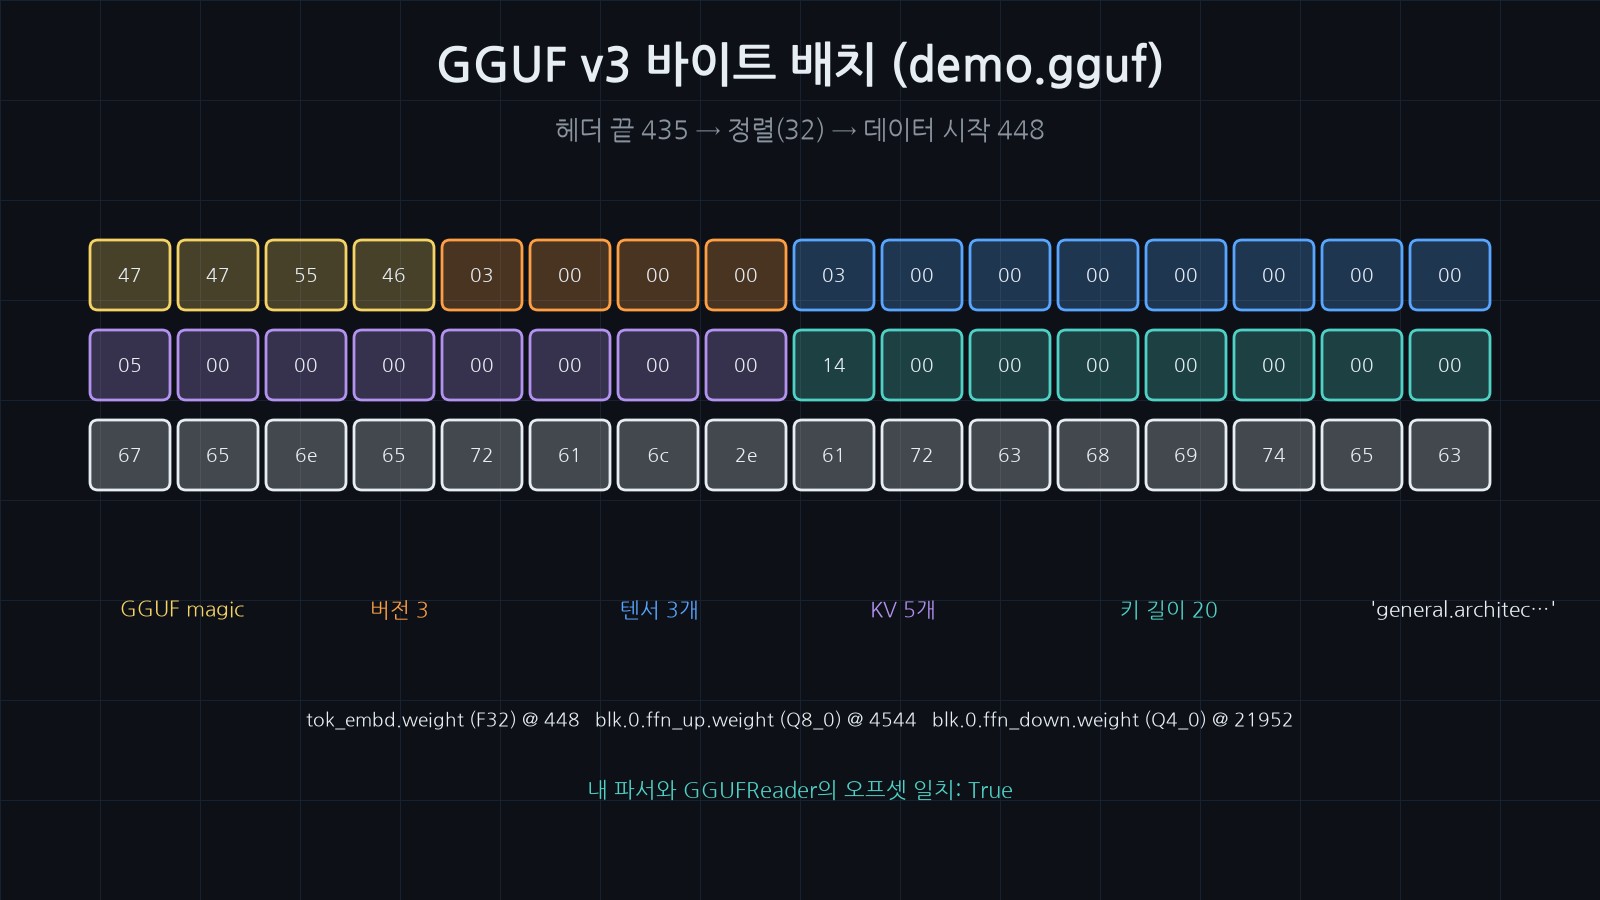 GGUF v3 바이트 배치 (demo.gguf)
헤더 끝 435 → 정렬(32) → 데이터 시작 448
47 47 55 46 03 00 00 00 03 00 00 00 00 00 00 00
05 00 00 00 00 00 00 00 14 00 00 00 00 00 00 00
67 65 6e 65 72 61 6c 2e 61 72 63 68 69 74 65 63
GGUF magic 버전 3 텐서 3개 KV 5개 키 길이 20 'general.architec…'
tok_embd.weight (F32) @ 448 blk.0.ffn_up.weight (Q8_0) @ 4544 blk.0.ffn_down.weight (Q4_0) @ 21952
내 파서와 GGUFReader의 오프셋 일치: True